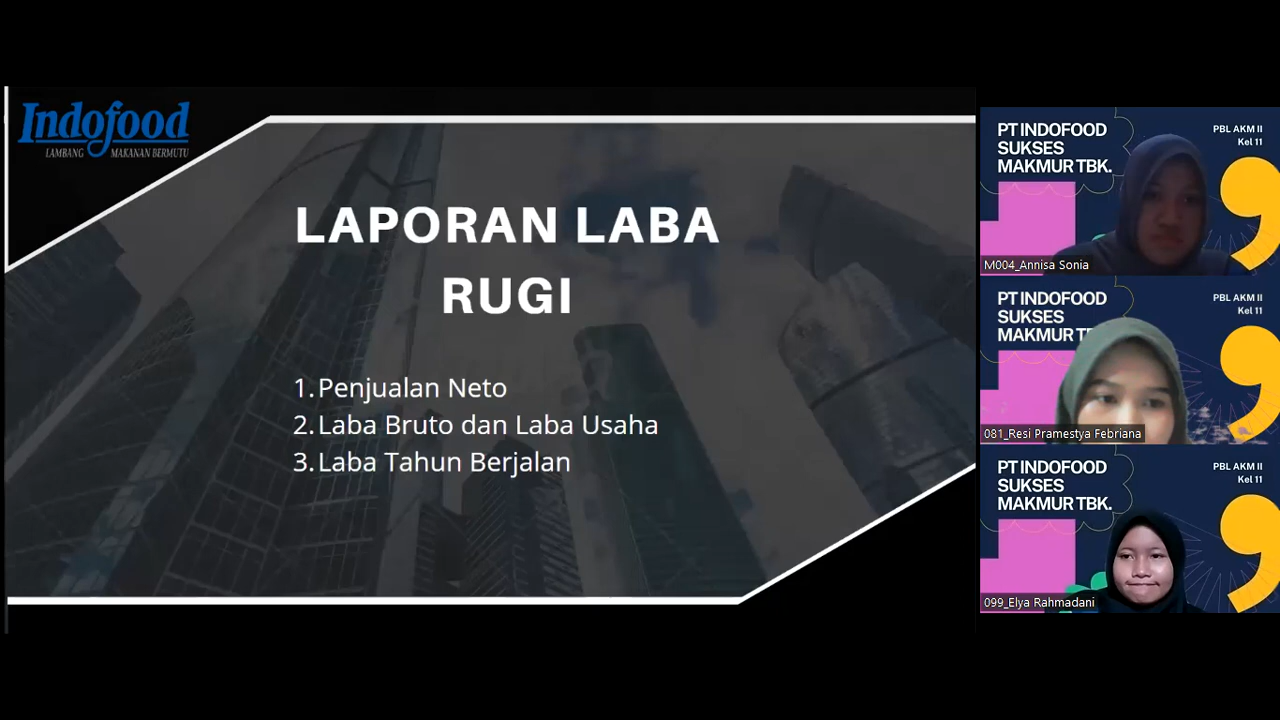 Indofood
LAMBANG MAKANAN BERMUTU
LAPORAN LABA
RUGI
1. Penjualan Neto
2. Laba Bruto dan Laba Usaha
3. Laba Tahun Berjalan
PT INDOFOOD
SUKSES
MAKMUR TBK.
PBL AKM II
Kel 11
M004_Annisa Sonia
PT INDOFOOD
SUKSES
MAKMUR TB
PBL AKM II
Kel 11
081_Resi Pramestya Febriana
PT INDOFOOD
SUKSES
MAKMUR TBK.
PBL AKM II
Kel 11
099_Elya Rahmadani